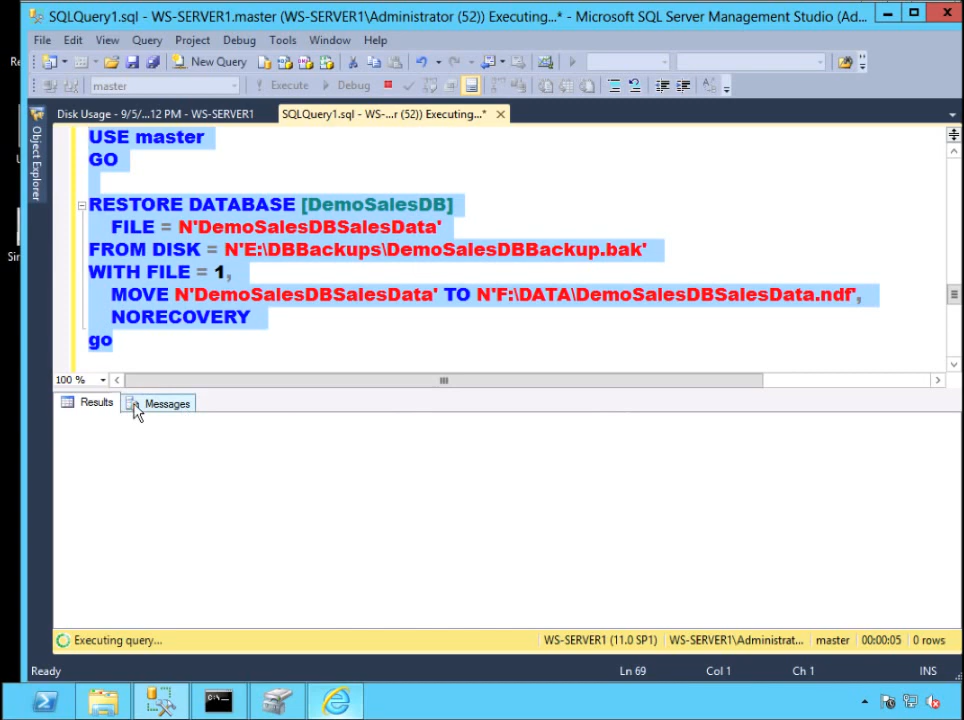 SQLQuery1.sql - WS-SERVER1.master (WS-SERVER1\Administrator (52)) Executing...* - Microsoft SQL Server Management Studio (Ad...
File Edit View Query Project Debug Tools Window Help
New Query
master Execute Debug
Disk Usage - 9/5/...12 PM - WS-SERVER1 SQLQuery1.sql - WS-...r (52)) Executing...*
Object Explorer
USE master
GO
RESTORE DATABASE [DemoSalesDB]
FILE = N'DemoSalesDBSalesData'
FROM DISK = N'E:\DBBackups\DemoSalesDBBackup.bak'
WITH FILE = 1,
MOVE N'DemoSalesDBSalesData' TO N'F:\DATA\DemoSalesDBSalesData.ndf',
NORECOVERY
go
100 %
Results Messages
Executing query... WS-SERVER1 (11.0 SP1) WS-SERVER1\Administrat... master 00:00:05 0 rows
Ready Ln 69 Col 1 Ch 1 INS